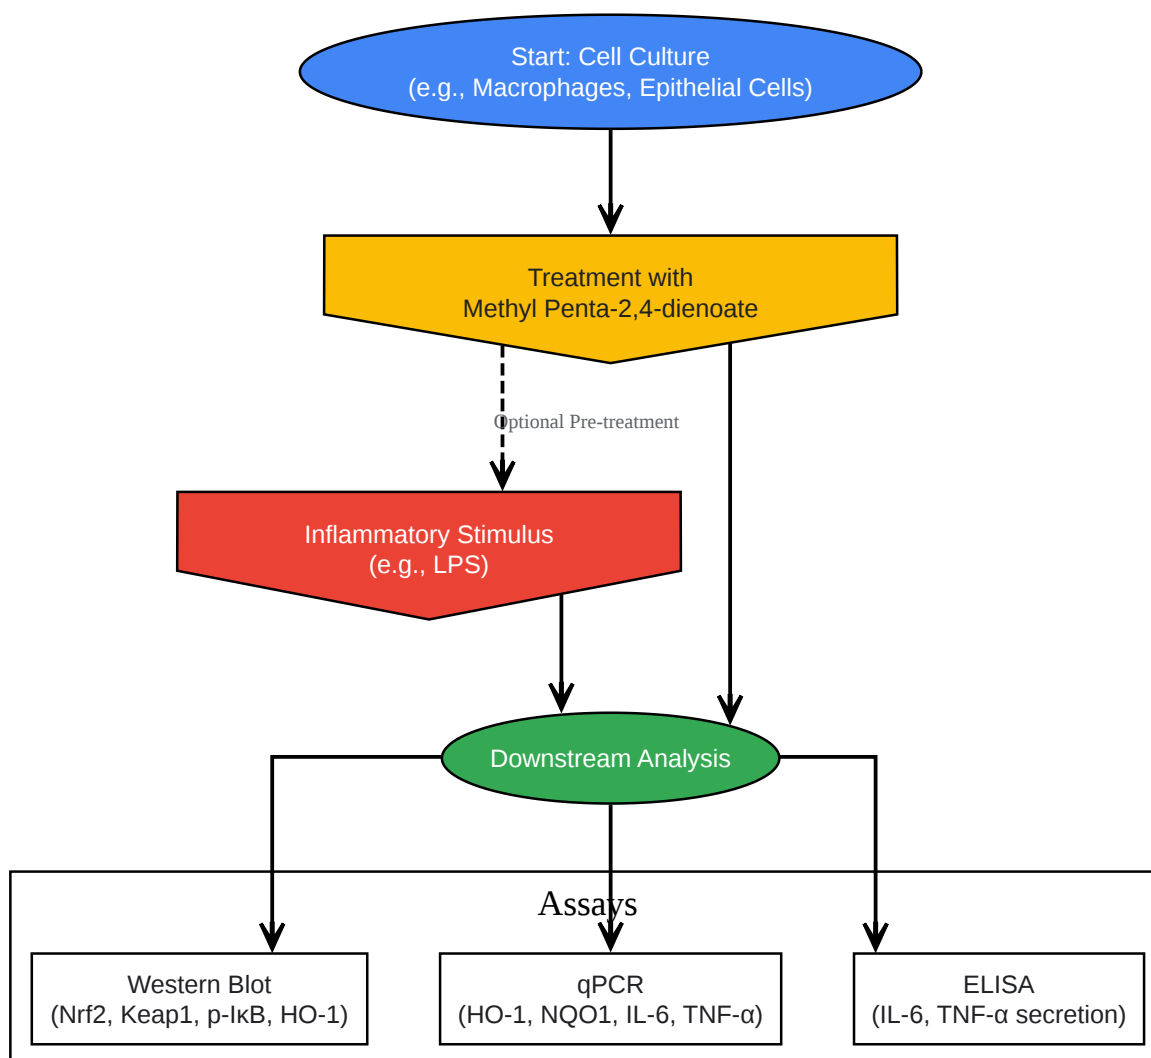 Start: Cell Culture
(e.g., Macrophages, Epithelial Cells)
Treatment with
Methyl Penta-2,4-dienoate
Optional Pre-treatment
Inflammatory Stimulus
(e.g., LPS)
Downstream Analysis
Assays
Western Blot
(Nrf2, Keap1, p-IκB, HO-1)
qPCR
(HO-1, NQO1, IL-6, TNF-α)
ELISA
(IL-6, TNF-α secretion)